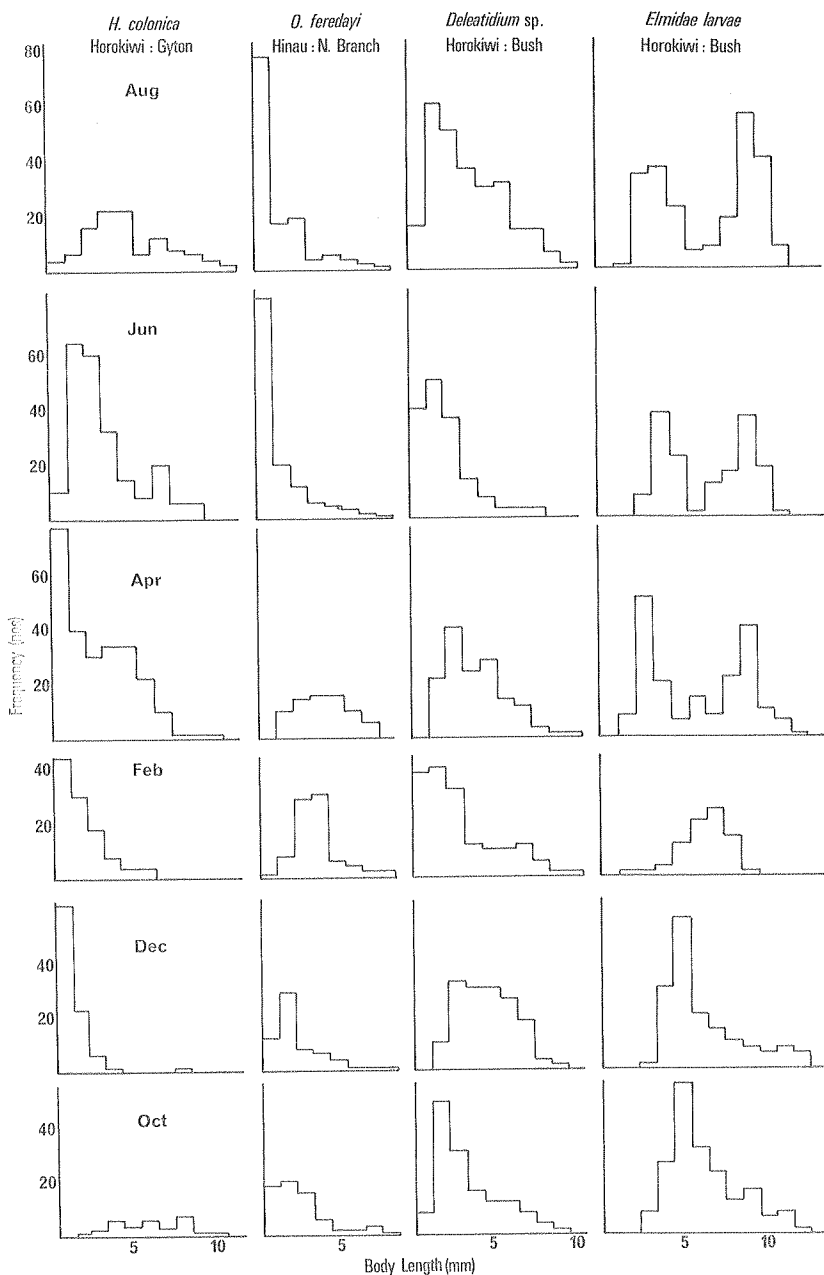 H. colonica O. feredayi Deleatidium sp. Elmidae larvae
Horokiwi : Gyton Hinau : N. Branch Horokiwi : Bush Horokiwi : Bush
80
Aug
60
40
20
Jun
60
40
20
Apr
60
40
20
Frequency (nos)
Feb
40
20
Dec
40
20
Oct
40
20
5 10 5 5 10 5 10
Body Length (mm)